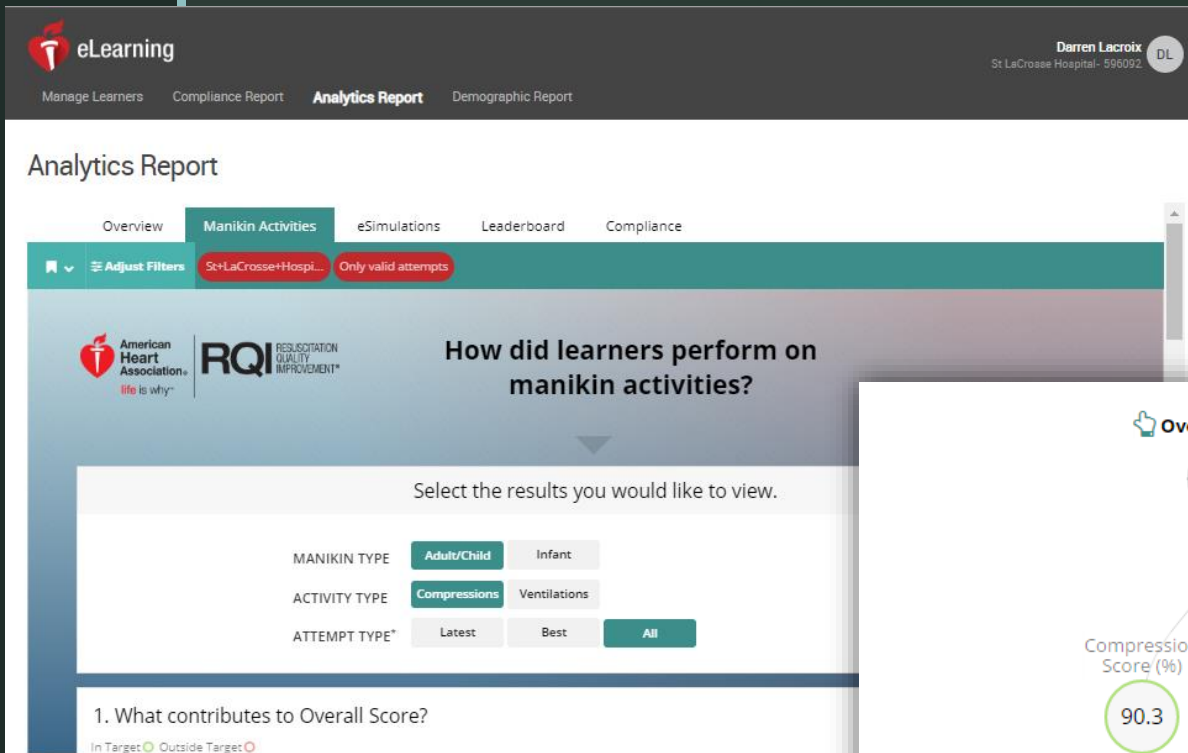 eLearning
Darren Lacroix
St LaCrosse Hospital- 596092
DL
Manage Learners Compliance Report Analytics Report Demographic Report
Analytics Report
Overview Manikin Activities eSimulations Leaderboard Compliance
Adjust Filters St+LaCrosse+Hospi... Only valid attempts
American
Heart
Association®
life is why™
RQI
RESUSCITATION
QUALITY
IMPROVEMENT®
How did learners perform on
manikin activities?
Select the results you would like to view.
MANIKIN TYPE Adult/Child Infant
ACTIVITY TYPE Compressions Ventilations
ATTEMPT TYPE* Latest Best All
1. What contributes to Overall Score?
In Target Outside Target
Score (%)
90.3